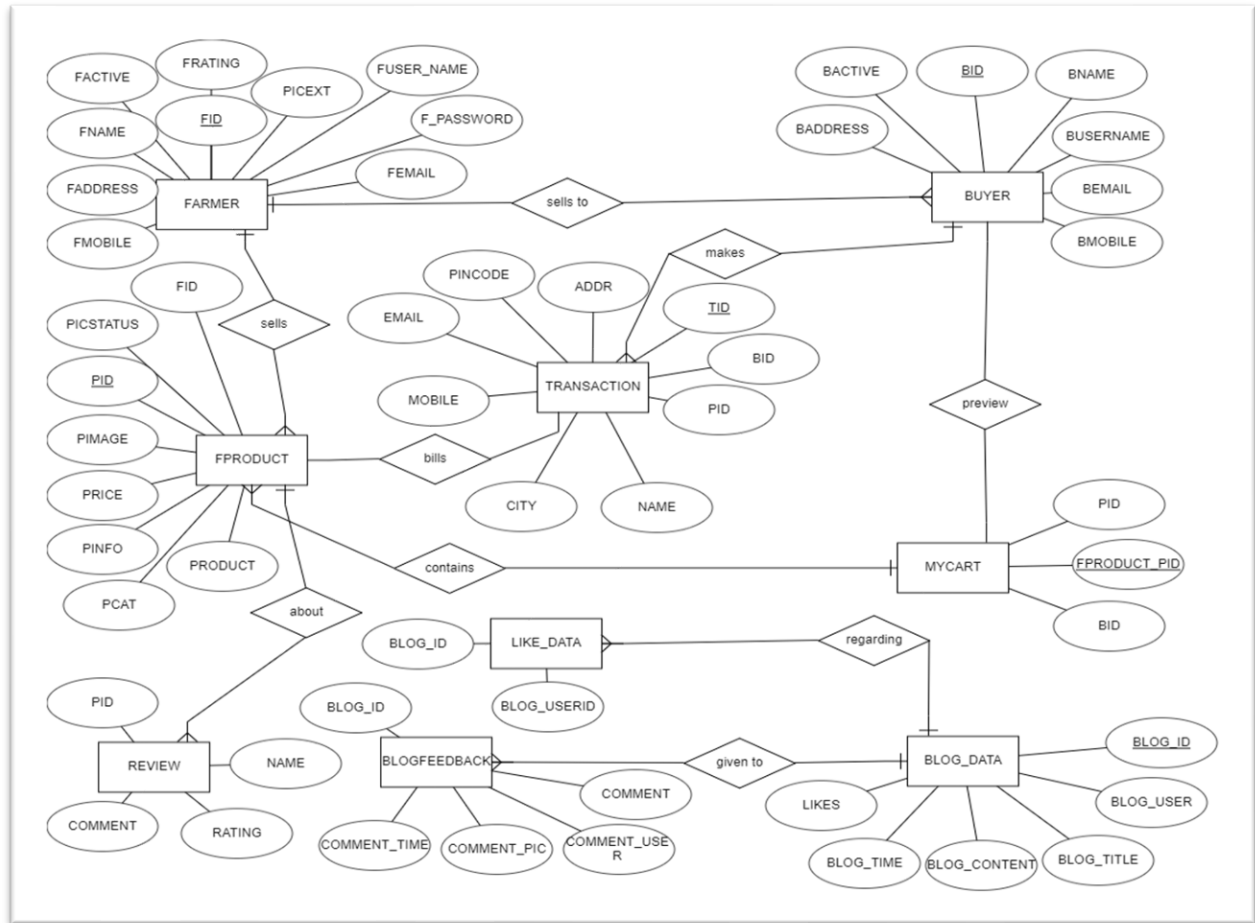 FRATING
FUSER_NAME
FACTIVE
PICEXT
FID
F_PASSWORD
FNAME
FEMAIL
FADDRESS
FARMER
FMOBILE
sells to
BACTIVE
BID
BNAME
BADDRESS
BUSERNAME
BEMAIL
BUYER
BMOBILE
makes
PINCODE
ADDR
TID
EMAIL
BID
TRANSACTION
MOBILE
PID
CITY
NAME
FID
sells
PICSTATUS
PID
PIMAGE
FPRODUCT
bills
PRICE
PINFO
PRODUCT
PCAT
preview
contains
MYCART
PID
FPRODUCT_PID
BID
about
BLOG_ID
LIKE_DATA
regarding
BLOG_USERID
PID
REVIEW
NAME
COMMENT
RATING
BLOG_ID
BLOGFEEDBACK
given to
COMMENT
COMMENT_TIME
COMMENT_PIC
COMMENT_USE
R
BLOG_DATA
BLOG_ID
LIKES
BLOG_USER
BLOG_TIME
BLOG_CONTENT
BLOG_TITLE